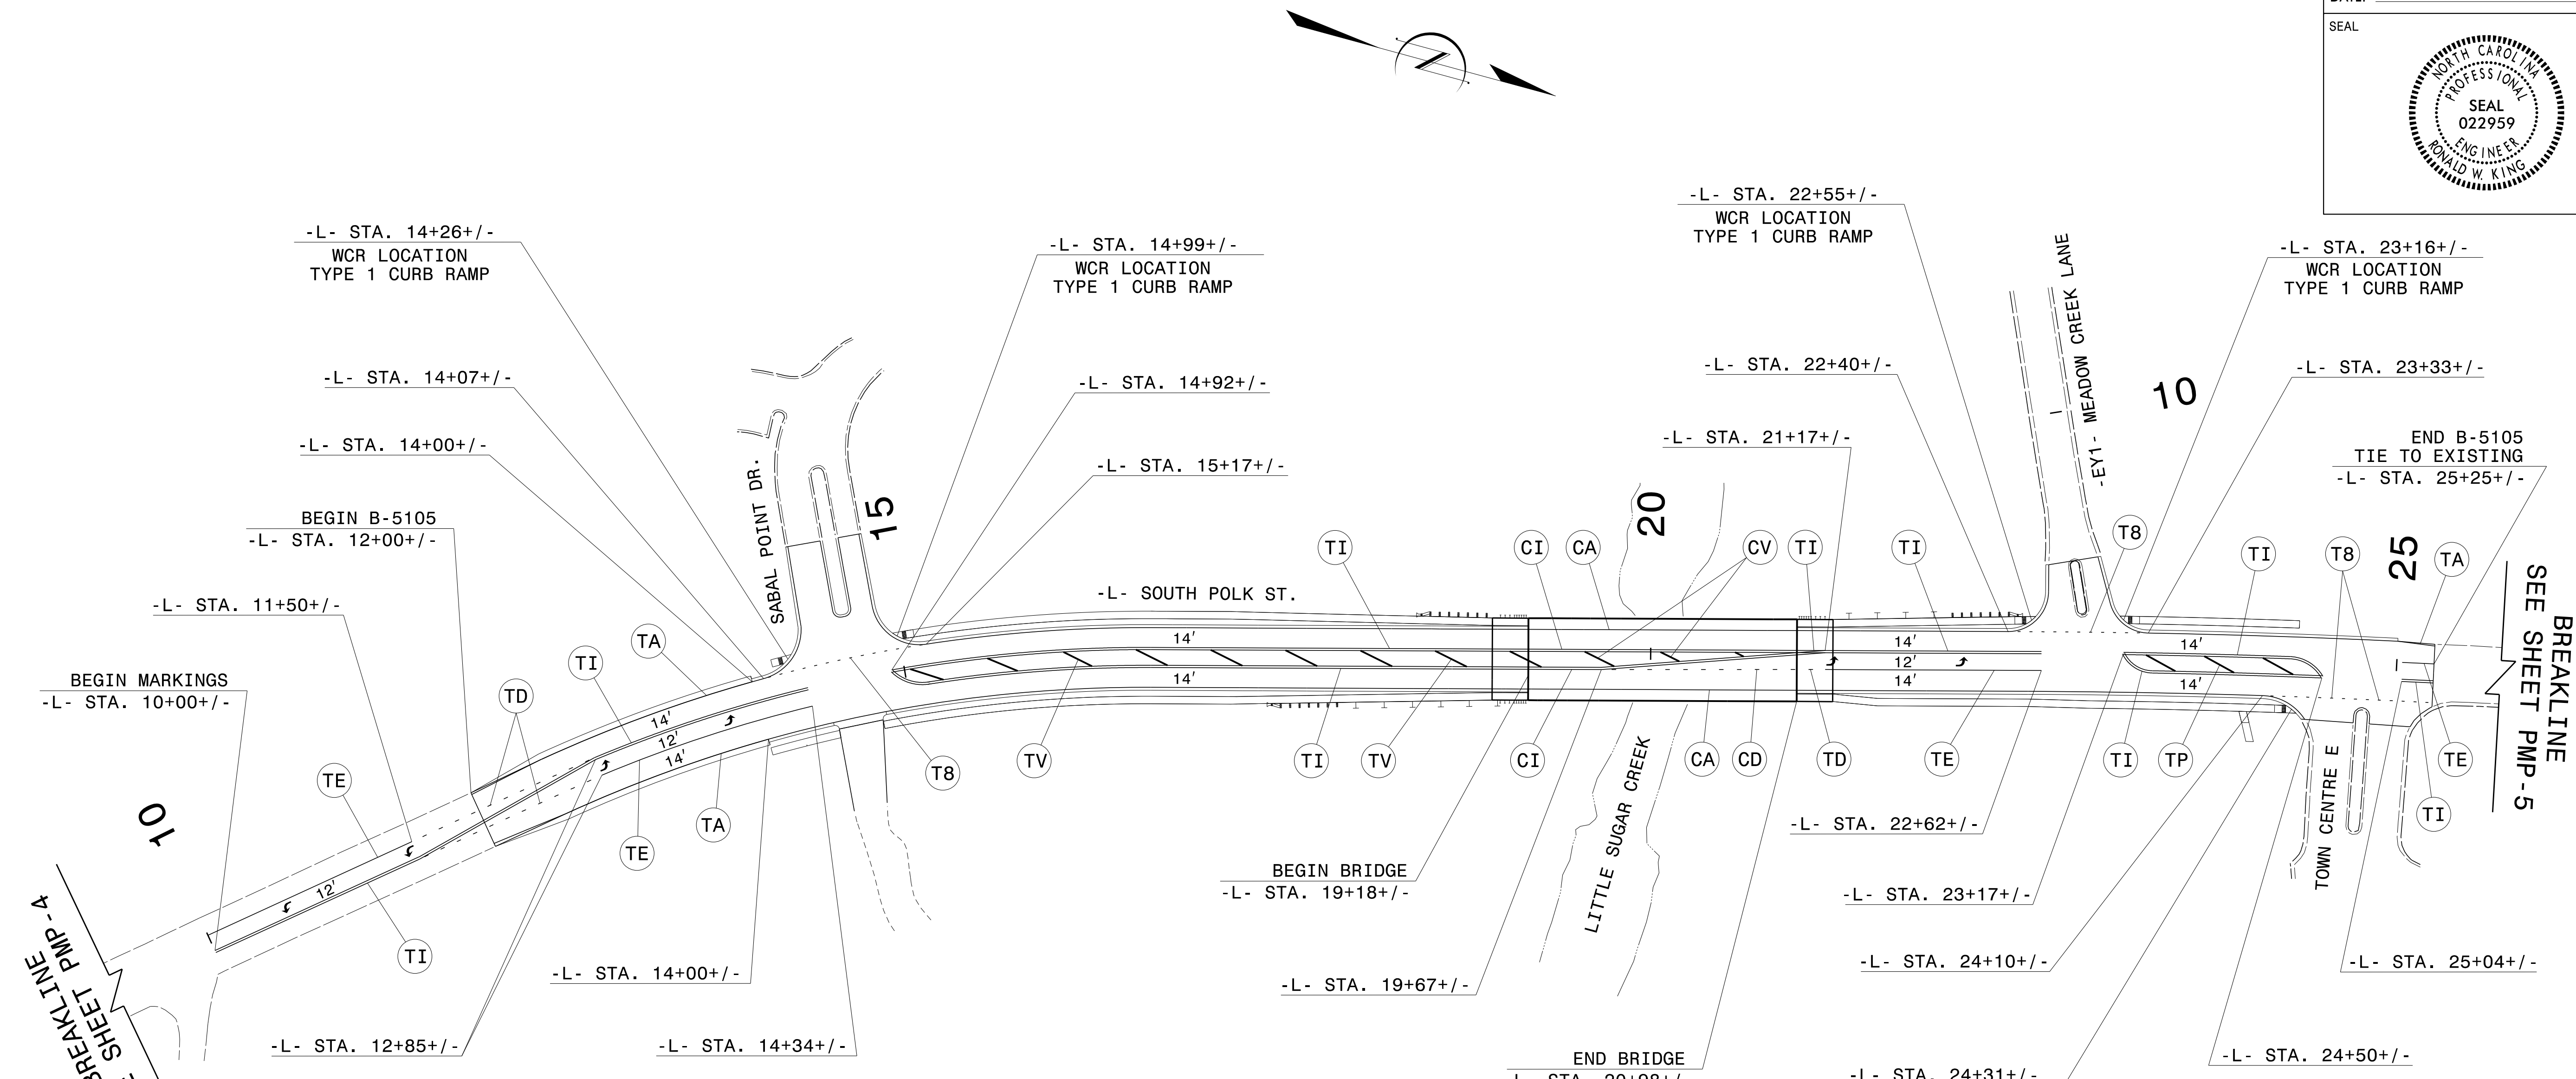 SEAL
NORTH CAROLINA
PROFESSIONAL
SEAL
022959
ENGINEER
RONALD W. KING
-L- STA. 14+26+/-
WCR LOCATION
TYPE 1 CURB RAMP
-L- STA. 14+99+/-
WCR LOCATION
TYPE 1 CURB RAMP
-L- STA. 22+55+/-
WCR LOCATION
TYPE 1 CURB RAMP
-L- STA. 23+16+/-
WCR LOCATION
TYPE 1 CURB RAMP
-L- STA. 14+07+/-
-L- STA. 14+92+/-
-L- STA. 22+40+/-
-L- STA. 23+33+/-
-L- STA. 14+00+/-
-L- STA. 15+17+/-
-L- STA. 21+17+/-
-EY1- MEADOW CREEK LANE
10
END B-5105
TIE TO EXISTING
-L- STA. 25+25+/-
BEGIN B-5105
-L- STA. 12+00+/-
SABAL POINT DR.
15
20
25
-L- STA. 11+50+/-
-L- SOUTH POLK ST.
BEGIN MARKINGS
-L- STA. 10+00+/-
TI
CI
CA
CV
TI
TI
T8
TI
T8
TA
TA
TI
TD
TE
14'
12'
14'
14'
14'
14'
12'
14'
14'
14'
12'
10
TI
TE
TA
T8
TV
TI
TV
CI
CA
CD
TD
TE
TI
TP
TE
TI
BREAKLINE
SEE SHEET PMP-5
TOWN CENTRE E
LITTLE SUGAR CREEK
-L- STA. 22+62+/-
BEGIN BRIDGE
-L- STA. 19+18+/-
-L- STA. 23+17+/-
-L- STA. 14+00+/-
-L- STA. 19+67+/-
-L- STA. 24+10+/-
-L- STA. 25+04+/-
BREAKLINE
SHEET PMP-4
-L- STA. 12+85+/-
-L- STA. 14+34+/-
END BRIDGE
-L- STA. 24+50+/-
-L- STA. 24+31+/-